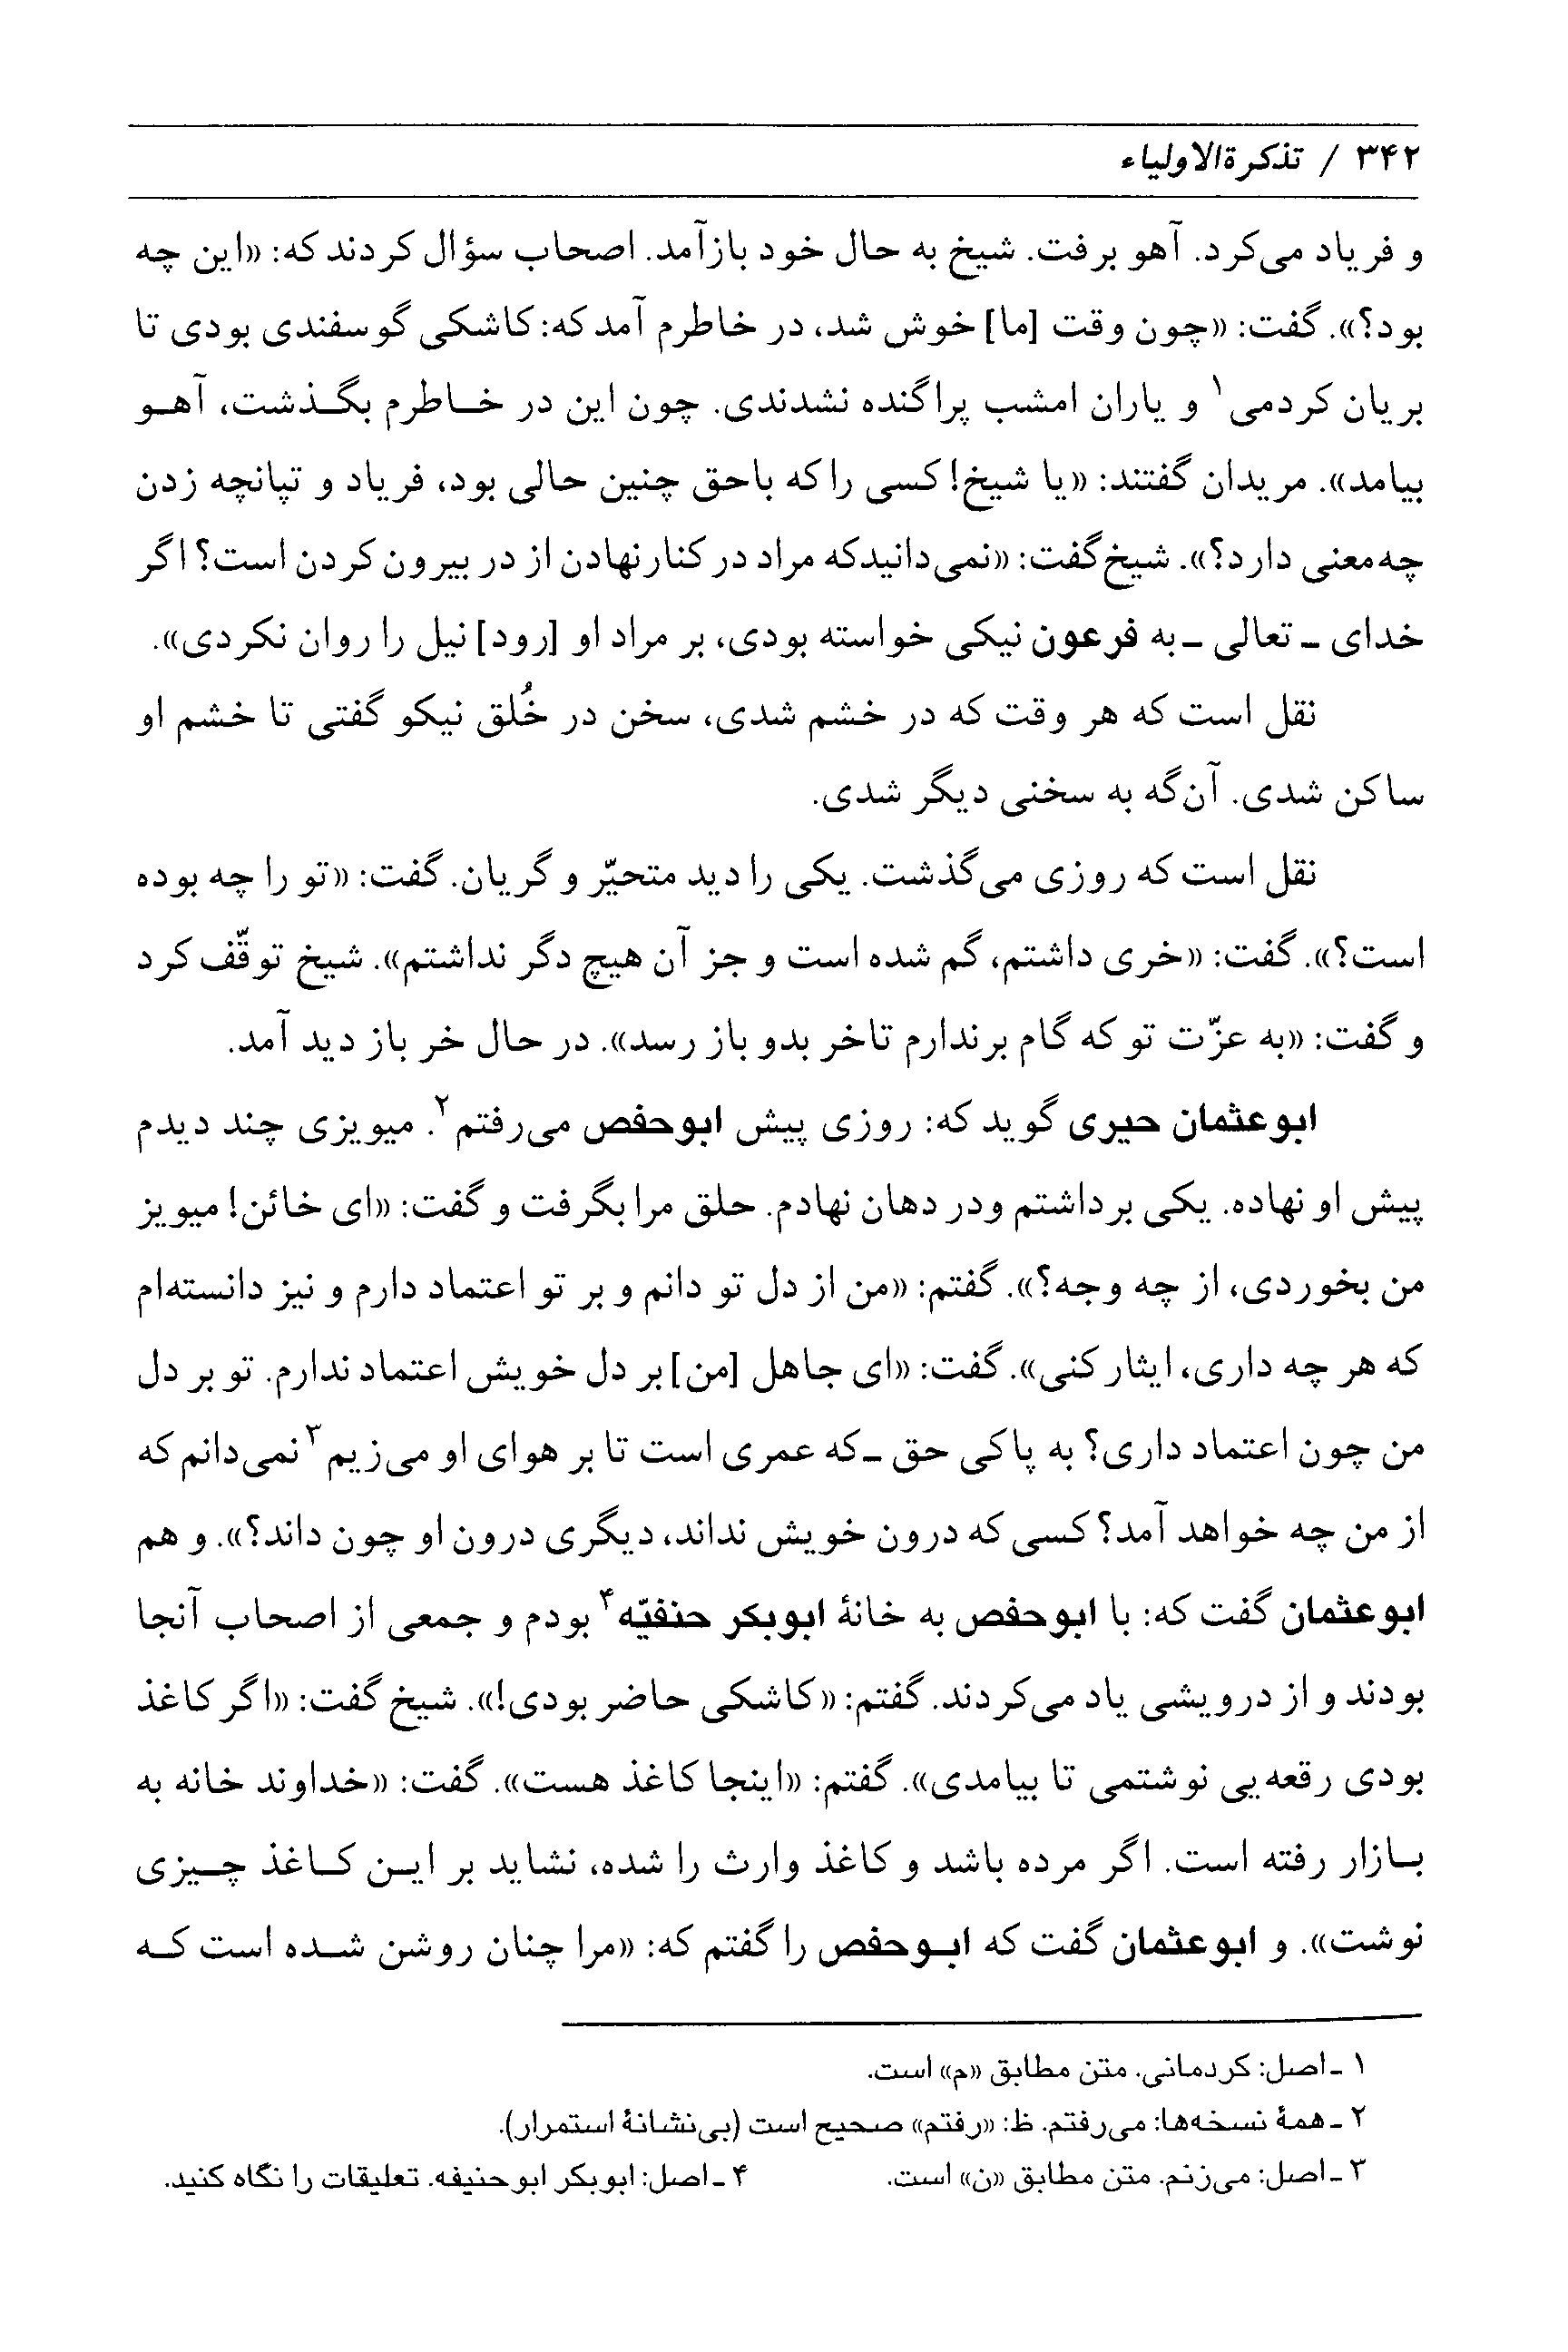 ۳۴۲ / تذکرةالاولیاء
و فریاد می‌کرد. آهو برفت. شیخ به حال خود بازآمد. اصحاب سؤال کردند که: «این چه
بود؟». گفت: «چون وقت [ما] خوش شد، در خاطرم آمد که: کاشکی گوسفندی بودی تا
بریان کردمی۱ و یاران امشب پراگنده نشدندی. چون این در خـاطرم بگـذشت، آهـو
بیامد». مریدان گفتند: «یا شیخ! کسی را که باحق چنین حالی بود، فریاد و تپانچه زدن
چه‌معنی دارد؟». شیخ‌گفت: «نمی‌دانیدکه مراد در کنارنهادن از در بیرون کردن است؟ اگر
خدای ـ تعالی ـ به فرعون نیکی خواسته بودی، بر مراد او [رود] نیل را روان نکردی».
نقل است که هر وقت که در خشم شدی، سخن در خُلق نیکو گفتی تا خشم او
ساکن شدی. آن‌گه به سخنی دیگر شدی.
نقل است که روزی می‌گذشت. یکی را دید متحیّر و گریان. گفت: «تو را چه بوده
است؟». گفت: «خری داشتم، گم شده است و جز آن هیچ دگر نداشتم». شیخ توقّف کرد
و گفت: «به عزّت تو که گام برندارم تاخر بدو باز رسد». در حال خر باز دید آمد.
ابوعثمان حیری گوید که: روزی پیش ابوحفص می‌رفتم۲. میویزی چند دیدم
پیش او نهاده. یکی برداشتم ودر دهان نهادم. حلق مرا بگرفت و گفت: «ای خائن! میویز
من بخوردی، از چه وجه؟». گفتم: «من از دل تو دانم و بر تو اعتماد دارم و نیز دانسته‌ام
که هر چه داری، ایثار کنی». گفت: «ای جاهل [من] بر دل خویش اعتماد ندارم. تو بر دل
من چون اعتماد داری؟ به پاکی حق ـ که عمری است تا بر هوای او می‌زیم۳ نمی‌دانم که
از من چه خواهد آمد؟ کسی که درون خویش نداند، دیگری درون او چون داند؟». و هم
ابوعثمان گفت که: با ابوحفص به خانهٔ ابوبکر حنفیّه۴ بودم و جمعی از اصحاب آنجا
بودند و از درویشی یاد می‌کردند. گفتم: «کاشکی حاضر بودی!». شیخ گفت: «اگر کاغذ
بودی رقعه‌یی نوشتمی تا بیامدی». گفتم: «اینجا کاغذ هست». گفت: «خداوند خانه به
بـازار رفته است. اگر مرده باشد و کاغذ وارث را شده، نشاید بر ایـن کـاغذ چـیزی
نوشت». و ابوعثمان گفت که ابـوحفص را گفتم که: «مرا چنان روشن شـده است کـه
۱ ـ اصل: کردمانی. متن مطابق «م» است.
۲ ـ همهٔ نسخه‌ها: می‌رفتم. ظ: «رفتم» صحیح است (بی‌نشانهٔ استمرار).
۳ ـ اصل: می‌زنم. متن مطابق «ن» است. ۴ ـ اصل: ابوبکر ابوحنیفه. تعلیقات را نگاه کنید.